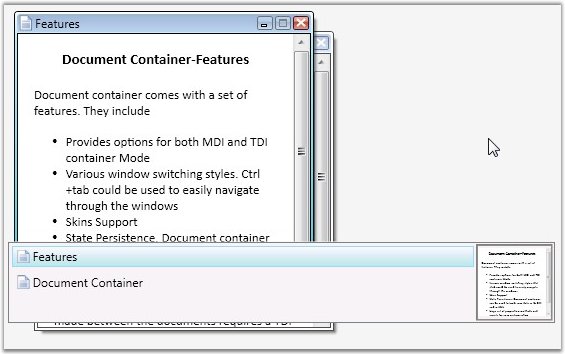 Features
Document Container-Features
Document container comes with a set of
features. They include
• Provides options for both MDI and TDI
container Mode
• Various window switching styles. Ctrl
+tab could be used to easily navigate
through the windows
• Skins Support
• State Persistence. Document container
Features
Document Container
made between the documents requires a TDI